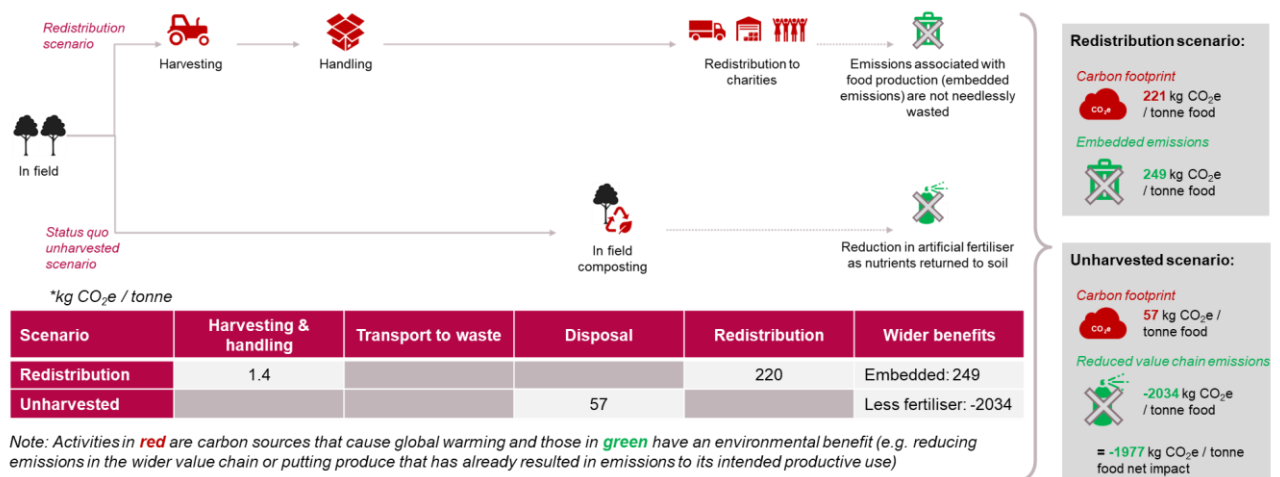 Redistribution
scenario
Harvesting
Handling
Redistribution to
charities
Emissions associated with
food production (embedded
emissions) are not needlessly
wasted
In field
Status quo
unharvested
scenario
In field
composting
Reduction in artificial fertiliser
as nutrients returned to soil
*kg CO₂e / tonne
Scenario Harvesting & handling Transport to waste Disposal Redistribution Wider benefits
Redistribution 1.4 220 Embedded: 249
Unharvested 57 Less fertiliser: -2034
Note: Activities in red are carbon sources that cause global warming and those in green have an environmental benefit (e.g. reducing
emissions in the wider value chain or putting produce that has already resulted in emissions to its intended productive use)
Redistribution scenario:
Carbon footprint
CO₂e
221 kg CO₂e
/ tonne food
Embedded emissions
249 kg CO₂e
/ tonne food
Unharvested scenario:
Carbon footprint
CO₂e
57 kg CO₂e /
tonne food
Reduced value chain emissions
-2034 kg CO₂e
/ tonne food
= -1977 kg CO₂e / tonne
food net impact